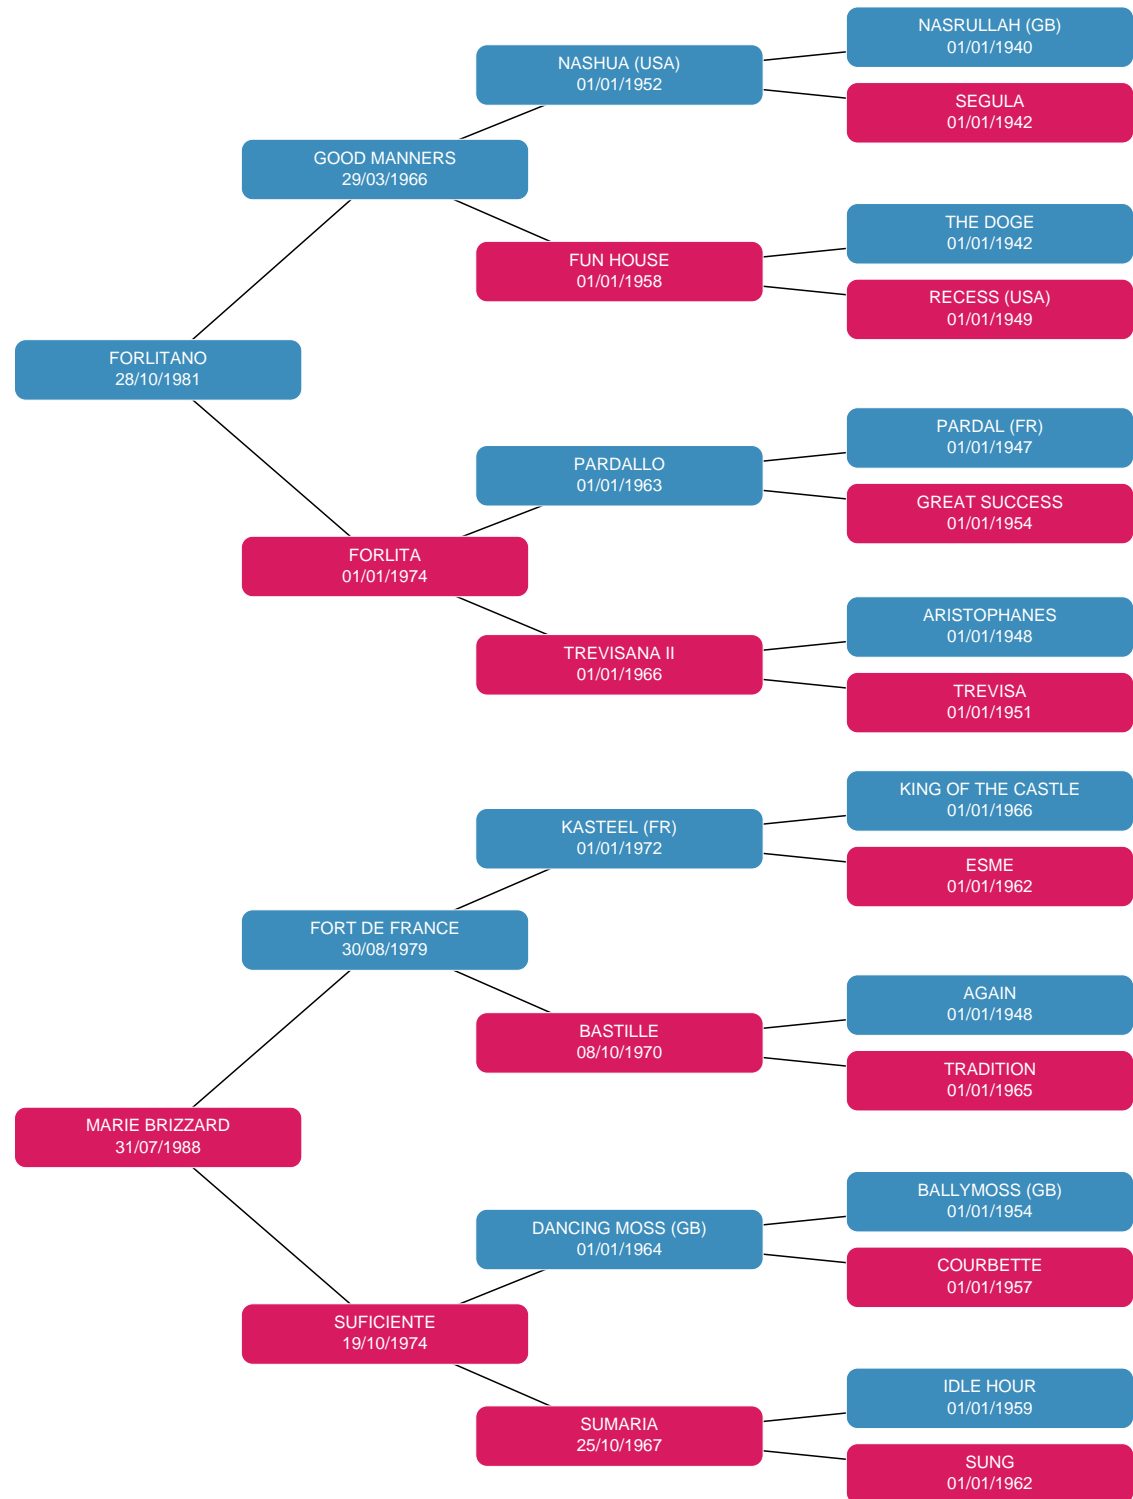 NASRULLAH (GB)
01/01/1940
NASHUA (USA)
01/01/1952
SEGULA
01/01/1942
GOOD MANNERS
29/03/1966
THE DOGE
01/01/1942
FUN HOUSE
01/01/1958
RECESS (USA)
01/01/1949
FORLITANO
28/10/1981
PARDAL (FR)
01/01/1947
PARDALLO
01/01/1963
GREAT SUCCESS
01/01/1954
FORLITA
01/01/1974
ARISTOPHANES
01/01/1948
TREVISANA II
01/01/1966
TREVISA
01/01/1951
KING OF THE CASTLE
01/01/1966
KASTEEL (FR)
01/01/1972
ESME
01/01/1962
FORT DE FRANCE
30/08/1979
AGAIN
01/01/1948
BASTILLE
08/10/1970
TRADITION
01/01/1965
MARIE BRIZZARD
31/07/1988
BALLYMOSS (GB)
01/01/1954
DANCING MOSS (GB)
01/01/1964
COURBETTE
01/01/1957
SUFICIENTE
19/10/1974
IDLE HOUR
01/01/1959
SUMARIA
25/10/1967
SUNG
01/01/1962